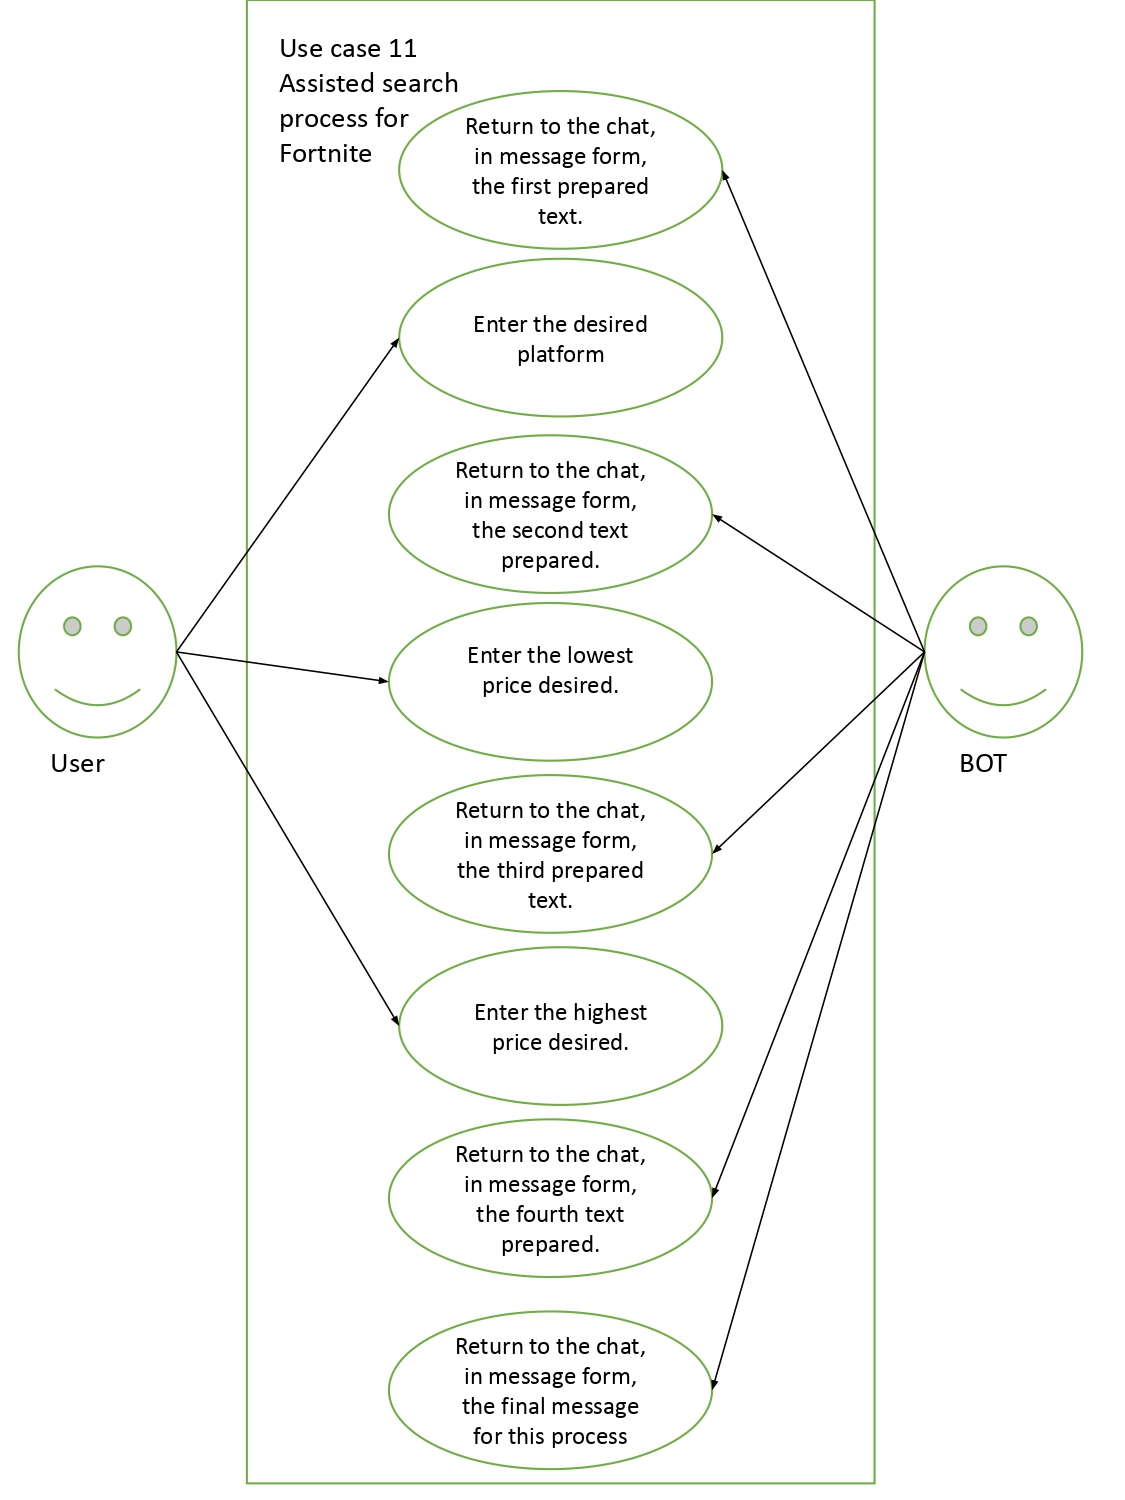 Use case 11
Assisted search
process for
Fortnite
Return to the chat,
in message form,
the first prepared
text.
Enter the desired
platform
Return to the chat,
in message form,
the second text
prepared.
Enter the lowest
price desired.
User
BOT
Return to the chat,
in message form,
the third prepared
text.
Enter the highest
price desired.
Return to the chat,
in message form,
the fourth text
prepared.
Return to the chat,
in message form,
the final message
for this process